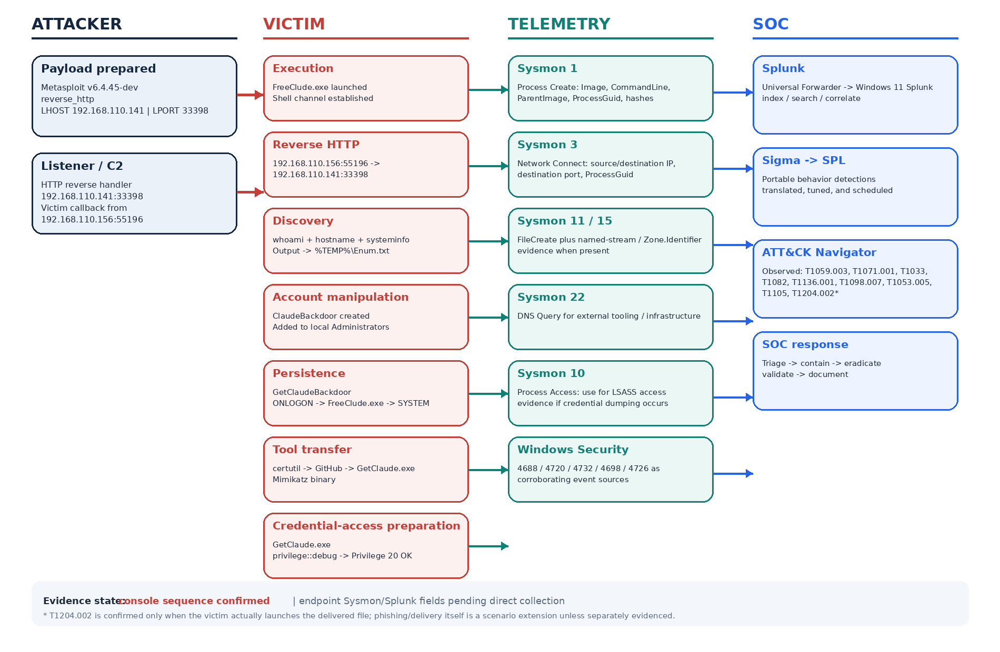 ATTACKER
Payload prepared
Metasploit v6.4.45-dev
reverse_http
LHOST 192.168.110.141 | LPORT 33398
Listener / C2
HTTP reverse handler
192.168.110.141:33398
Victim callback from
192.168.110.156:55196
VICTIM
Execution
FreeClude.exe launched
Shell channel established
Reverse HTTP
192.168.110.156:55196 ->
192.168.110.141:33398
Discovery
whoami + hostname + systeminfo
Output -> %TEMP%\Enum.txt
Account manipulation
ClaudeBackdoor created
Added to local Administrators
Persistence
GetClaudeBackdoor
ONLOGON -> FreeClude.exe -> SYSTEM
Tool transfer
certutil -> GitHub -> GetClaude.exe
Mimikatz binary
Credential-access preparation
GetClaude.exe
privilege::debug -> Privilege 20 OK
TELEMETRY
Sysmon 1
Process Create: Image, CommandLine,
ParentImage, ProcessGuid, hashes
Sysmon 3
Network Connect: source/destination IP,
destination port, ProcessGuid
Sysmon 11 / 15
FileCreate plus named-stream / Zone.Identifier
evidence when present
Sysmon 22
DNS Query for external tooling / infrastructure
Sysmon 10
Process Access: use for LSASS access
evidence if credential dumping occurs
Windows Security
4688 / 4720 / 4732 / 4698 / 4726 as
corroborating event sources
SOC
Splunk
Universal Forwarder -> Windows 11 Splunk
index / search / correlate
Sigma -> SPL
Portable behavior detections
translated, tuned, and scheduled
ATT&CK Navigator
Observed: T1059.003, T1071.001, T1033,
T1082, T1136.001, T1098.007, T1053.005,
T1105, T1204.002*
SOC response
Triage -> contain -> eradicate
validate -> document
Evidence state: console sequence confirmed | endpoint Sysmon/Splunk fields pending direct collection
* T1204.002 is confirmed only when the victim actually launches the delivered file; phishing/delivery itself is a scenario extension unless separately evidenced.